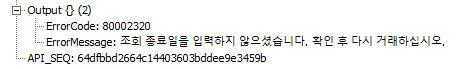 Output {} (2)
ErrorCode: 80002320
ErrorMessage: 조회 종료일을 입력하지 않으셨습니다. 확인 후 다시 거래하십시오.
API_SEQ: 64dfbbd2664c14403603bddee9e3459b